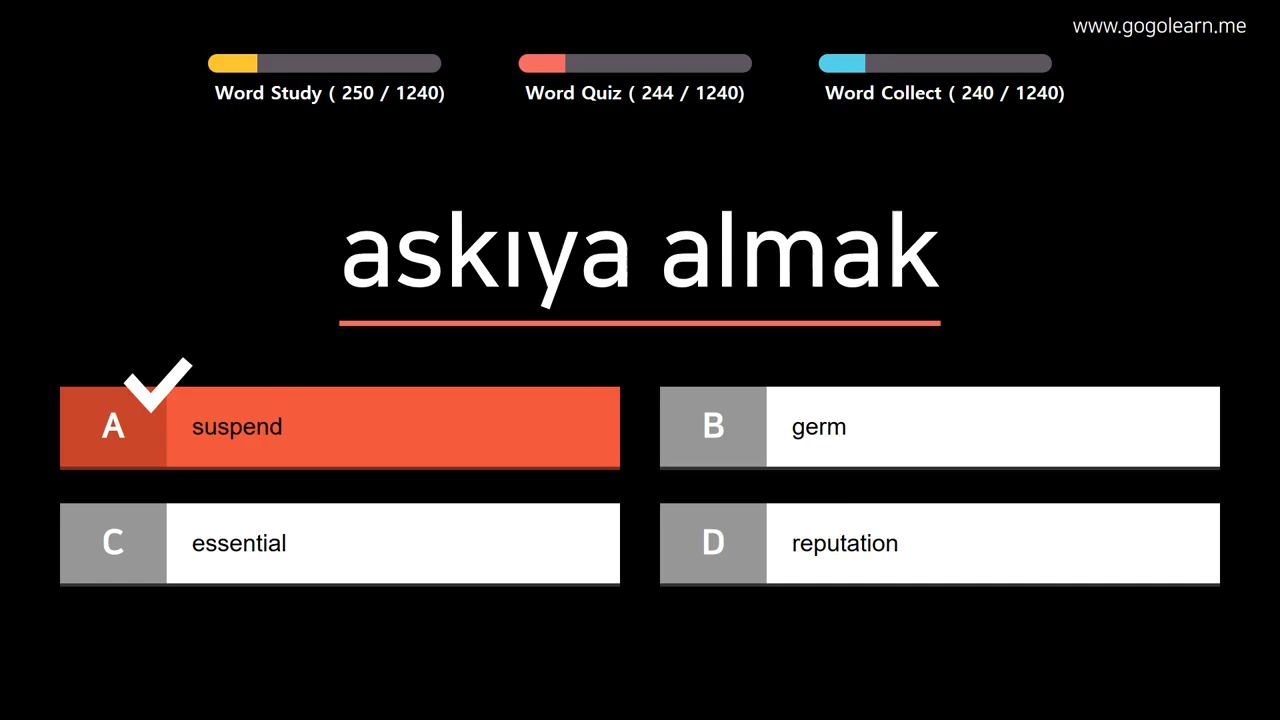 www.gogolearn.me
Word Study ( 250 / 1240)
Word Quiz ( 244 / 1240)
Word Collect ( 240 / 1240)
askıya almak
A suspend
B germ
C essential
D reputation